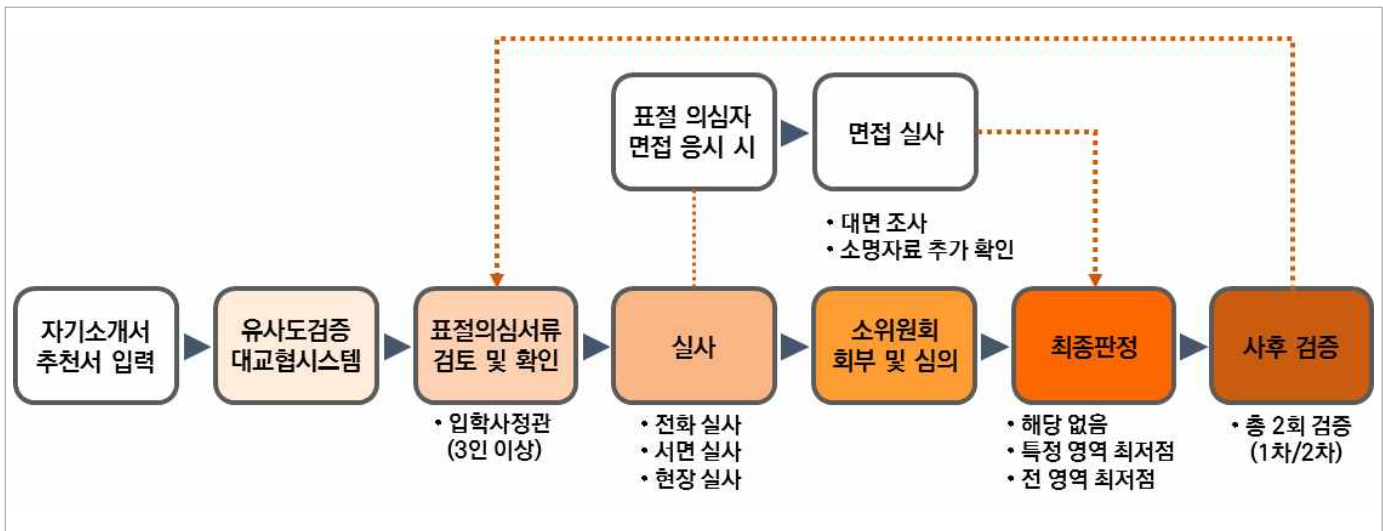 표절 의심자
면접 응시 시
면접 실사
• 대면 조사
• 소명자료 추가 확인
자기소개서
추천서 입력
유사도검증
대교협시스템
표절의심서류
검토 및 확인
실사
소위원회
회부 및 심의
최종판정
사후 검증
• 입학사정관
(3인 이상)
• 전화 실사
• 서면 실사
• 현장 실사
• 해당 없음
• 특정 영역 최저점
• 전 영역 최저점
• 총 2회 검증
(1차/2차)